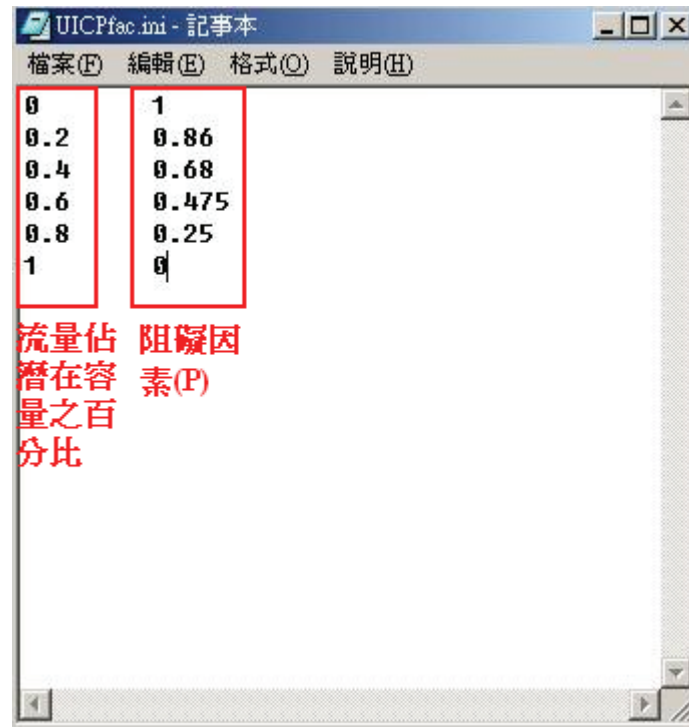 UICPfac.ini - 記事本
檔案(F) 編輯(E) 格式(O) 說明(H)
0 1
0.2 0.86
0.4 0.68
0.6 0.475
0.8 0.25
1 0
流量佔
潛在容
量之百
分比
阻礙因
素(P)